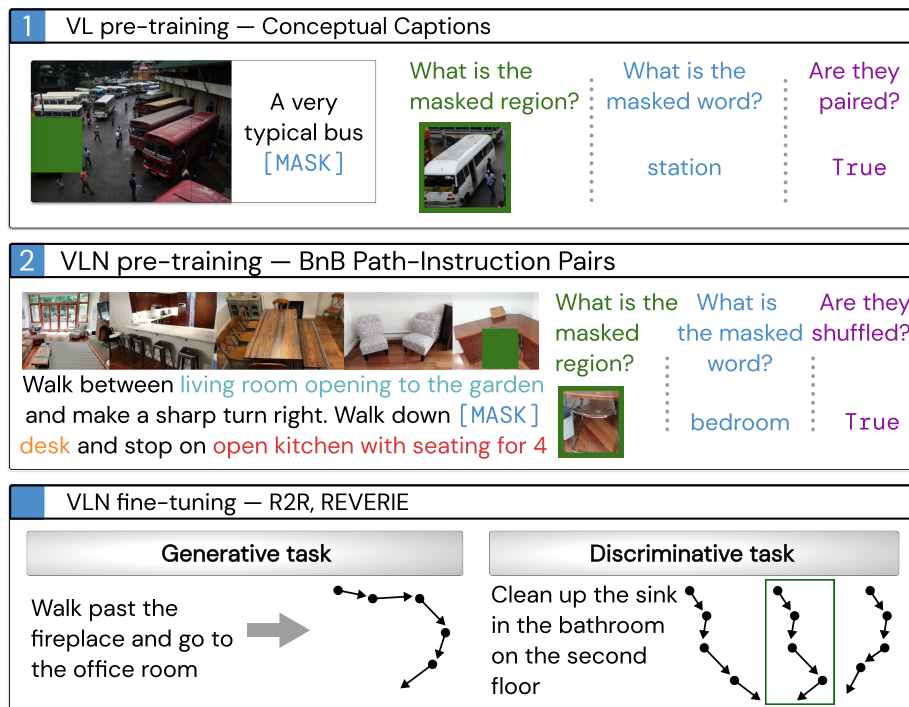 1 VL pre-training — Conceptual Captions
A very
typical bus
[MASK]
What is the
masked region?
What is the
masked word?
station
Are they
paired?
True
2 VLN pre-training — BnB Path-Instruction Pairs
Walk between living room opening to the garden
and make a sharp turn right. Walk down [MASK]
desk and stop on open kitchen with seating for 4
What is the
masked
region?
What is
the masked
word?
bedroom
Are they
shuffled?
True
VLN fine-tuning — R2R, REVERIE
Generative task
Walk past the
fireplace and go to
the office room
Discriminative task
Clean up the sink
in the bathroom
on the second
floor